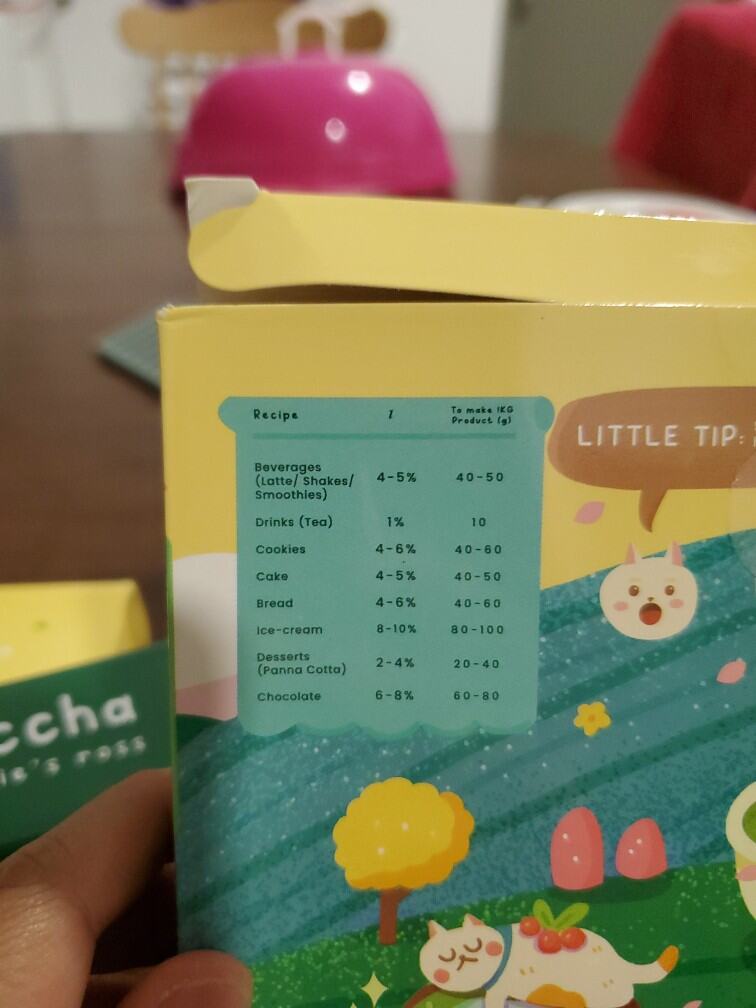 Recipe % To make 1KG
Product (g)
Beverages
(Latte/ Shakes/
Smoothies) 4-5% 40-50
Drinks (Tea) 1% 10
Cookies 4-6% 40-60
Cake 4-5% 40-50
Bread 4-6% 40-60
Ice-cream 8-10% 80-100
Desserts
(Panna Cotta) 2-4% 20-40
Chocolate 6-8% 60-80
LITTLE TIP: